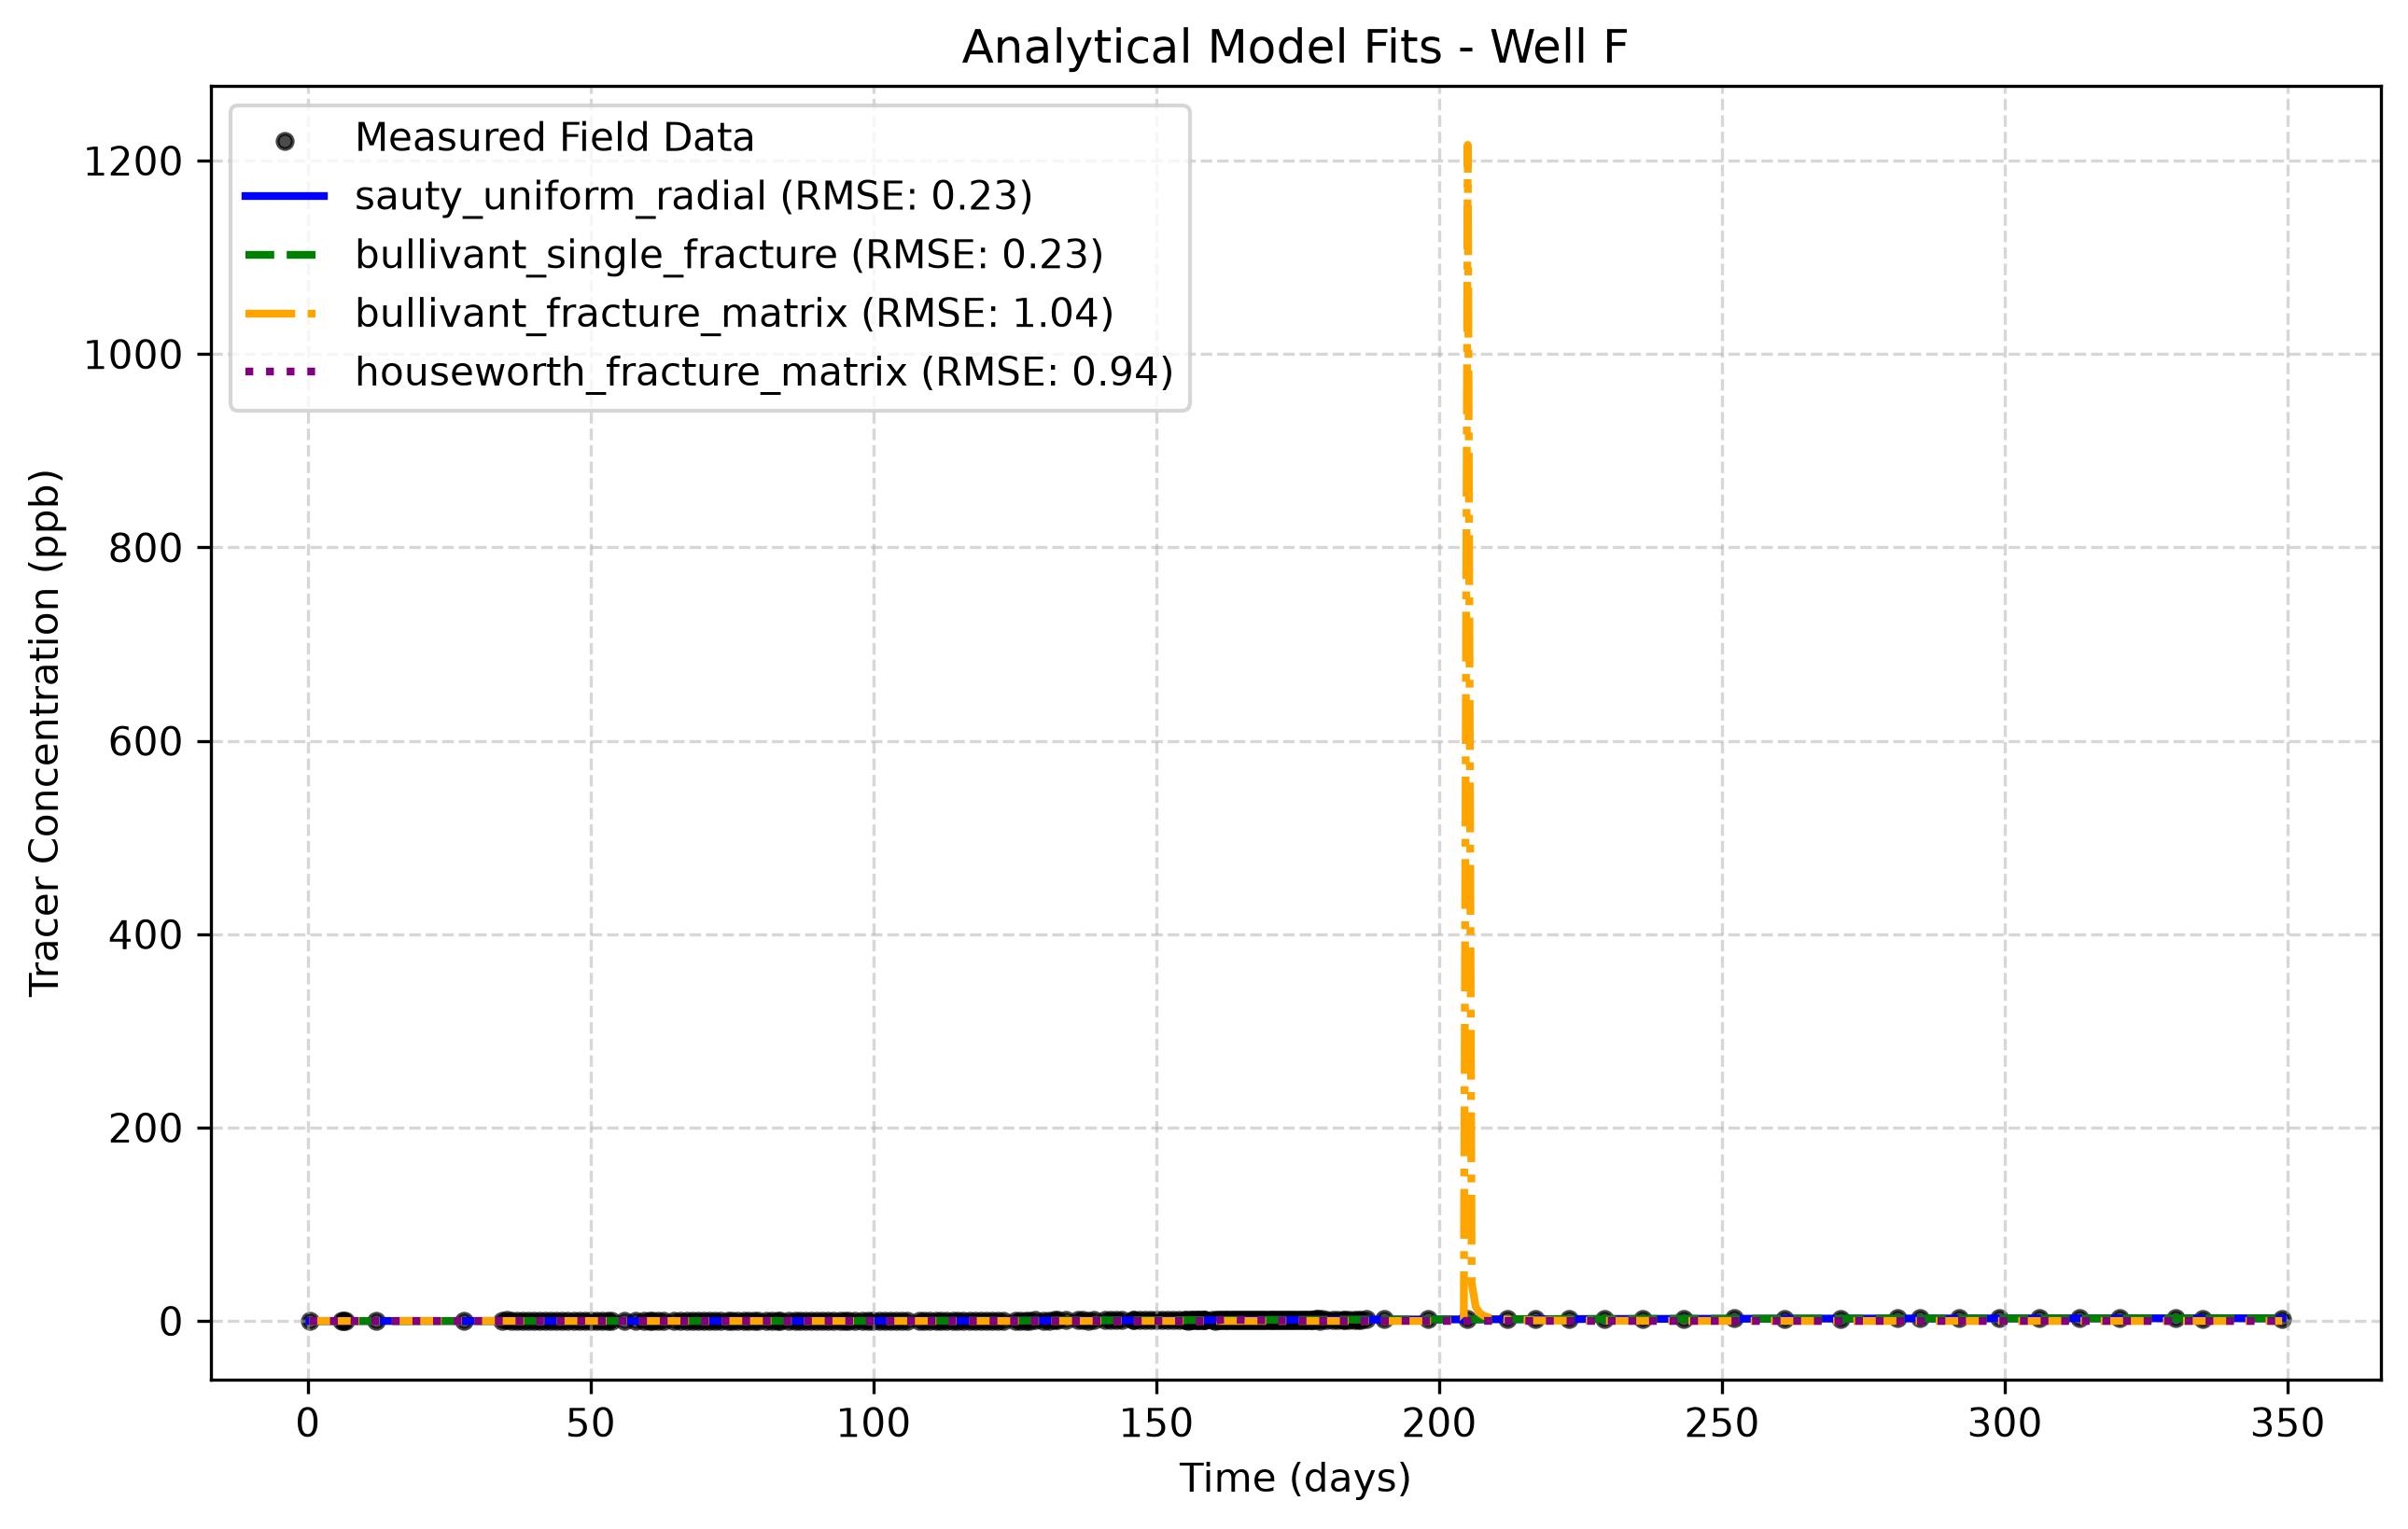 Analytical Model Fits - Well F
Measured Field Data
sauty_uniform_radial (RMSE: 0.23)
bullivant_single_fracture (RMSE: 0.23)
bullivant_fracture_matrix (RMSE: 1.04)
houseworth_fracture_matrix (RMSE: 0.94)
Tracer Concentration (ppb)
1200
1000
800
600
400
200
0
0 50 100 150 200 250 300 350
Time (days)